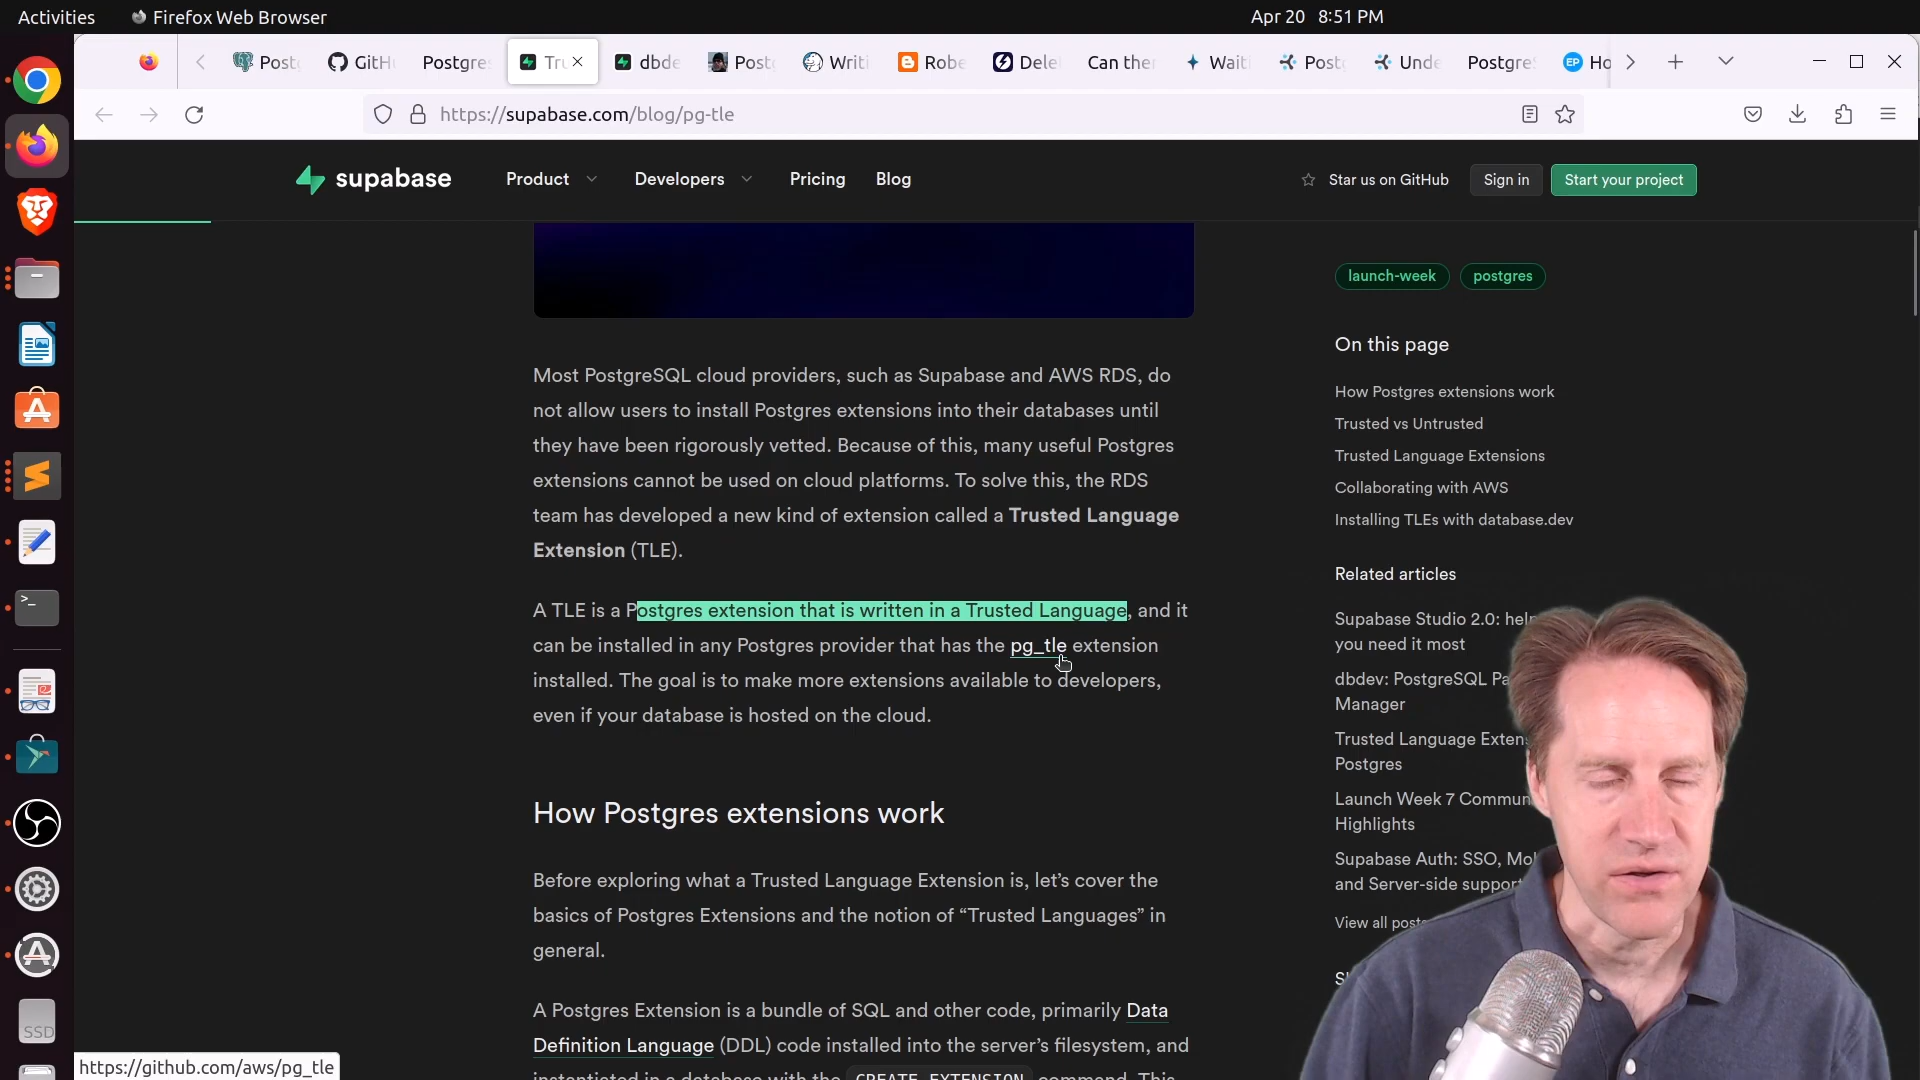 Activities
Firefox Web Browser
Apr 20 8:51 PM
Post
GitH
Postgre
Tr
dbde
Post
Writi
Robe
Dele
Can the
Wait
Post
Unde
Postgre
EP
Ho
https://supabase.com/blog/pg-tle
supabase
Product
Developers
Pricing
Blog
Star us on GitHub
Sign in
Start your project
Most PostgreSQL cloud providers, such as Supabase and AWS RDS, do
not allow users to install Postgres extensions into their databases until
they have been rigorously vetted. Because of this, many useful Postgres
extensions cannot be used on cloud platforms. To solve this, the RDS
team has developed a new kind of extension called a Trusted Language
Extension (TLE).
A TLE is a Postgres extension that is written in a Trusted Language, and it
can be installed in any Postgres provider that has the pg_tle extension
installed. The goal is to make more extensions available to developers,
even if your database is hosted on the cloud.
How Postgres extensions work
Before exploring what a Trusted Language Extension is, let's cover the
basics of Postgres Extensions and the notion of “Trusted Languages” in
general.
A Postgres Extension is a bundle of SQL and other code, primarily Data
Definition Language (DDL) code installed into the server's filesystem, and
instantiated in a database with the CREATE EXTENSION command. This
launch-week
postgres
On this page
How Postgres extensions work
Trusted vs Untrusted
Trusted Language Extensions
Collaborating with AWS
Installing TLEs with database.dev
Related articles
Supabase Studio 2.0: help
you need it most
dbdev: PostgreSQL Pa
Manager
Trusted Language Exten
Postgres
Launch Week 7 Commun
Highlights
Supabase Auth: SSO, Mo
and Server-side support
View all posts
SSD
https://github.com/aws/pg_tle